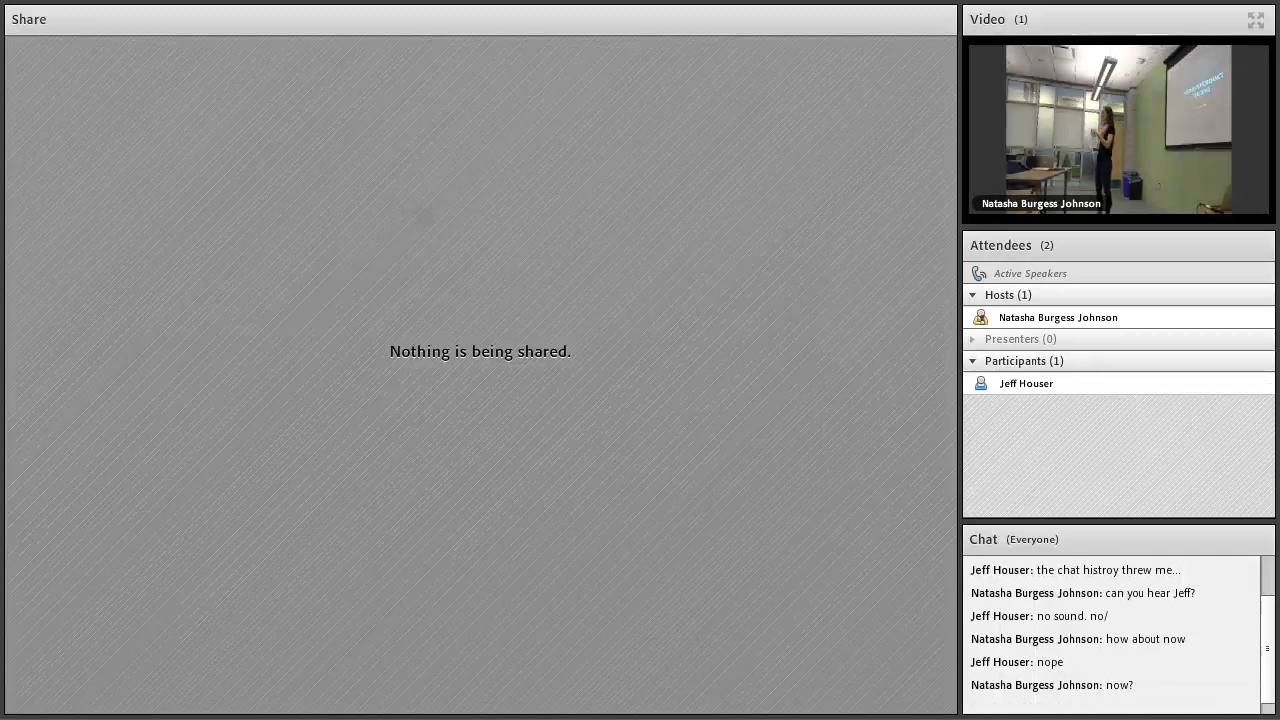 Share
Nothing is being shared.
Video (1)
Natasha Burgess Johnson
Attendees (2)
Active Speakers
Hosts (1)
Natasha Burgess Johnson
Presenters (0)
Participants (1)
Jeff Houser
Chat (Everyone)
Jeff Houser: the chat histroy threw me...
Natasha Burgess Johnson: can you hear Jeff?
Jeff Houser: no sound. no/
Natasha Burgess Johnson: how about now
Jeff Houser: nope
Natasha Burgess Johnson: now?